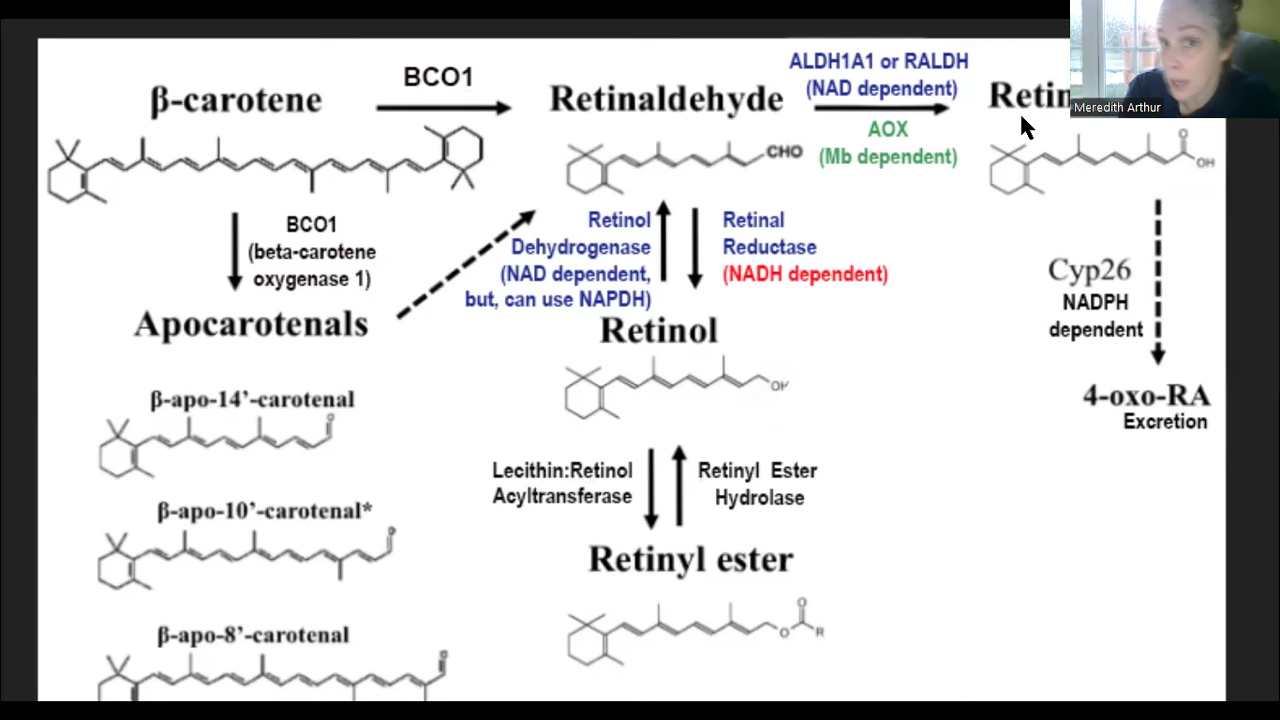 β-carotene
BCO1
Retinaldehyde
ALDH1A1 or RALDH
(NAD dependent)
AOX
(Mb dependent)
Meredith Arthur
CHO
O
OH
BCO1
(beta-carotene
oxygenase 1)
Retinol
Dehydrogenase
(NAD dependent,
but, can use NAPDH)
Retinal
Reductase
(NADH dependent)
Cyp26
NADPH
dependent
Apocarotenals
Retinol
OH
4-oxo-RA
Excretion
β-apo-14’-carotenal
O
Lecithin:Retinol
Acyltransferase
Retinyl Ester
Hydrolase
β-apo-10’-carotenal*
O
Retinyl ester
O
O
R
β-apo-8’-carotenal
O